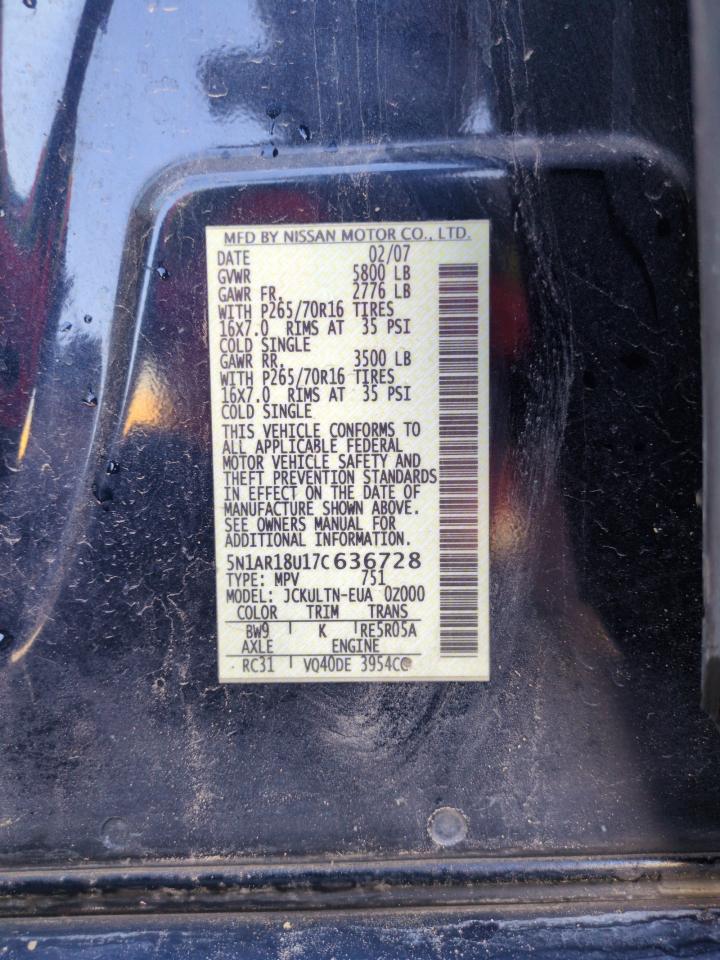 MFD BY NISSAN MOTOR CO., LTD.
DATE 02/07
GVWR 5800 LB
GAWR FR. 2776 LB
WITH P265/70R16 TIRES
16X7.0 RIMS AT 35 PSI
COLD SINGLE
GAWR RR. 3500 LB
WITH P265/70R16 TIRES
16X7.0 RIMS AT 35 PSI
COLD SINGLE
THIS VEHICLE CONFORMS TO
ALL APPLICABLE FEDERAL
MOTOR VEHICLE SAFETY AND
THEFT PREVENTION STANDARDS
IN EFFECT ON THE DATE OF
MANUFACTURE SHOWN ABOVE.
SEE OWNERS MANUAL FOR
ADDITIONAL INFORMATION.
5N1AR18U17C636728
TYPE: MPV 751
MODEL: JCKULTN-EUA 0Z000
COLOR TRIM TRANS
BW9 K RE5R05A
AXLE ENGINE
RC31 VQ40DE 3954CC